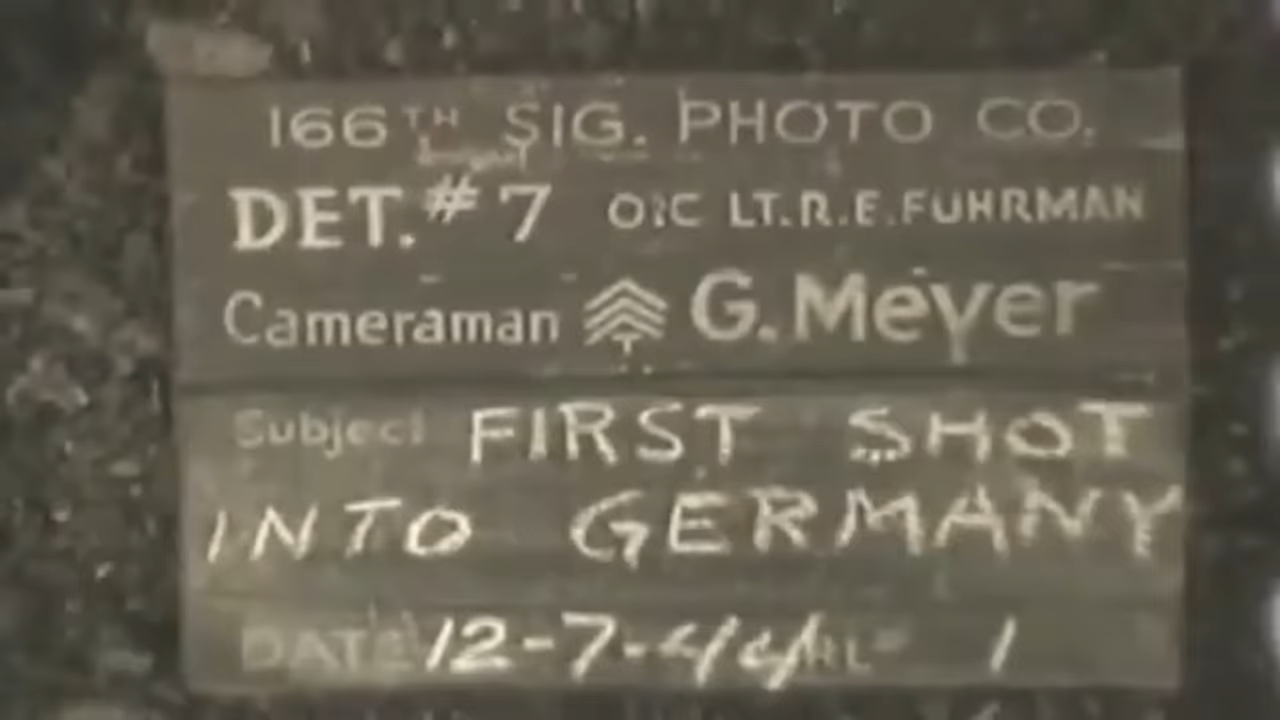 166TH SIG. PHOTO CO.
DET. #7 O.C LT. R.E. FUHRMAN
Cameraman G. Meyer
Subject FIRST SHOT
INTO GERMANY
DATE 12-7-44 1